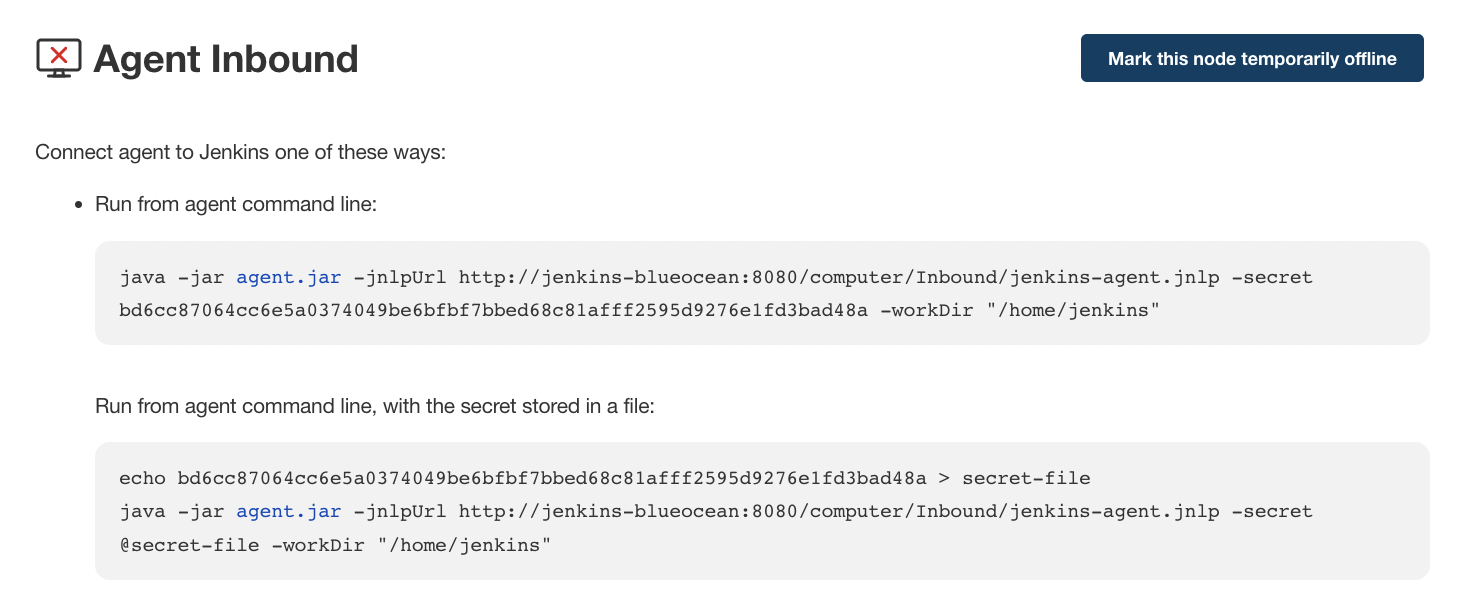 Agent Inbound
Mark this node temporarily offline
Connect agent to Jenkins one of these ways:
• Run from agent command line:
java -jar agent.jar -jnlpUrl http://jenkins-blueocean:8080/computer/Inbound/jenkins-agent.jnlp -secret
bd6cc87064cc6e5a0374049be6bfbf7bbed68c81afff2595d9276e1fd3bad48a -workDir "/home/jenkins"
Run from agent command line, with the secret stored in a file:
echo bd6cc87064cc6e5a0374049be6bfbf7bbed68c81afff2595d9276e1fd3bad48a > secret-file
java -jar agent.jar -jnlpUrl http://jenkins-blueocean:8080/computer/Inbound/jenkins-agent.jnlp -secret
@secret-file -workDir "/home/jenkins"